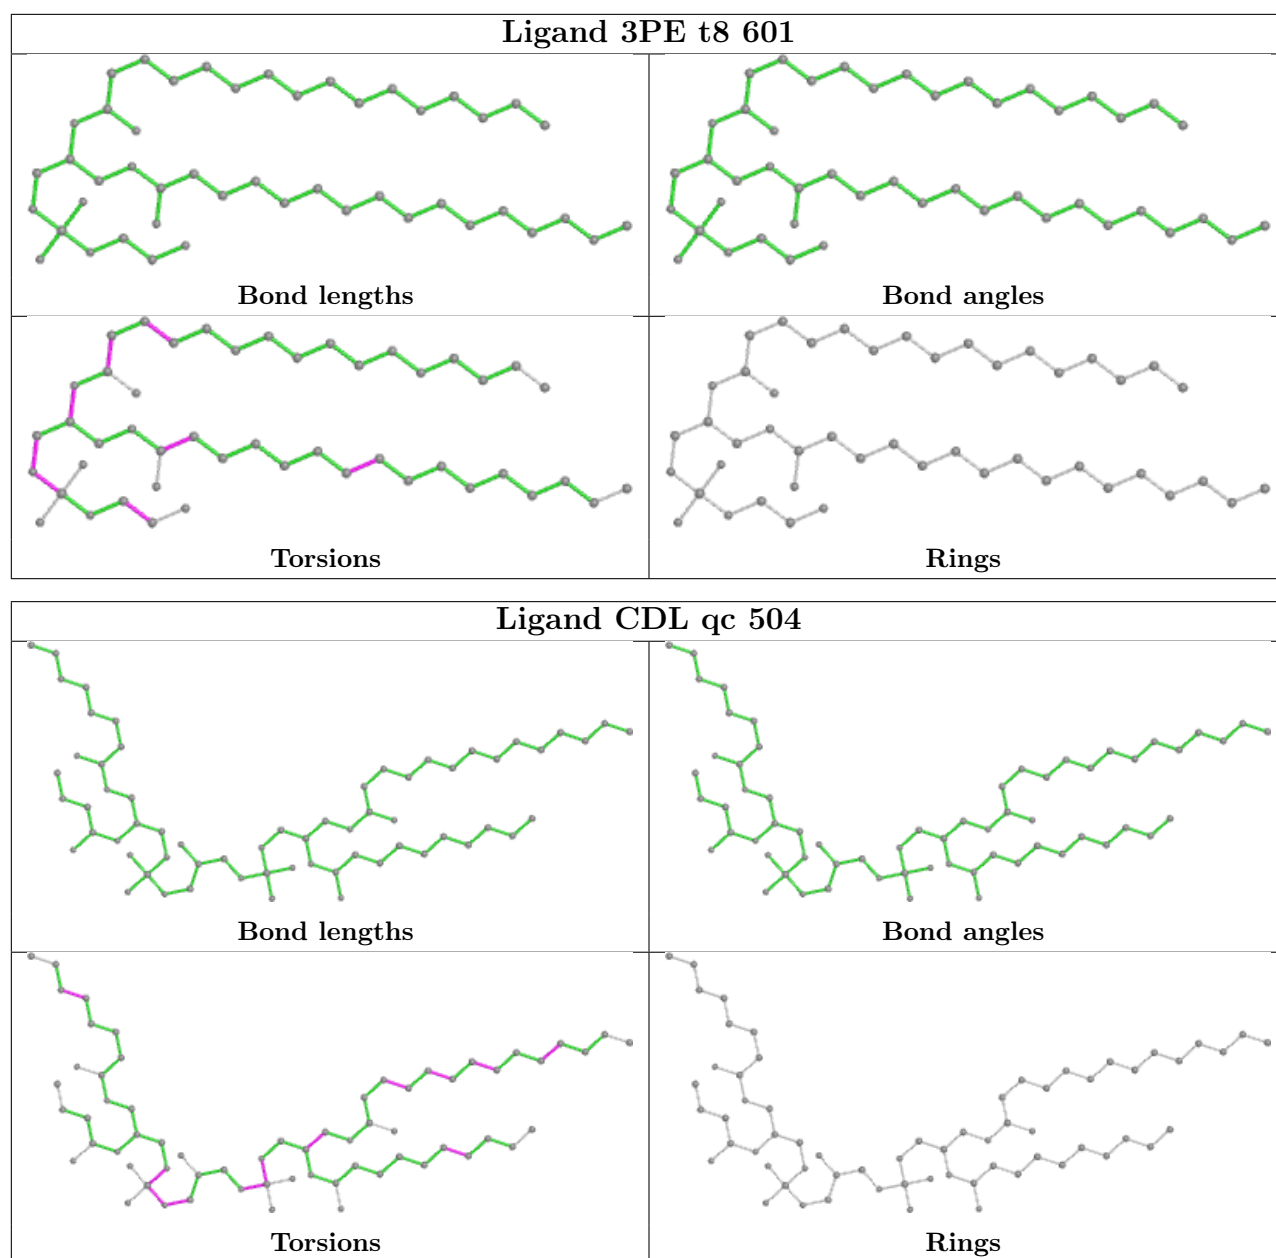 Ligand 3PE t8 601
Bond lengths
Bond angles
Torsions
Rings
Ligand CDL qc 504
Bond lengths
Bond angles
Torsions
Rings